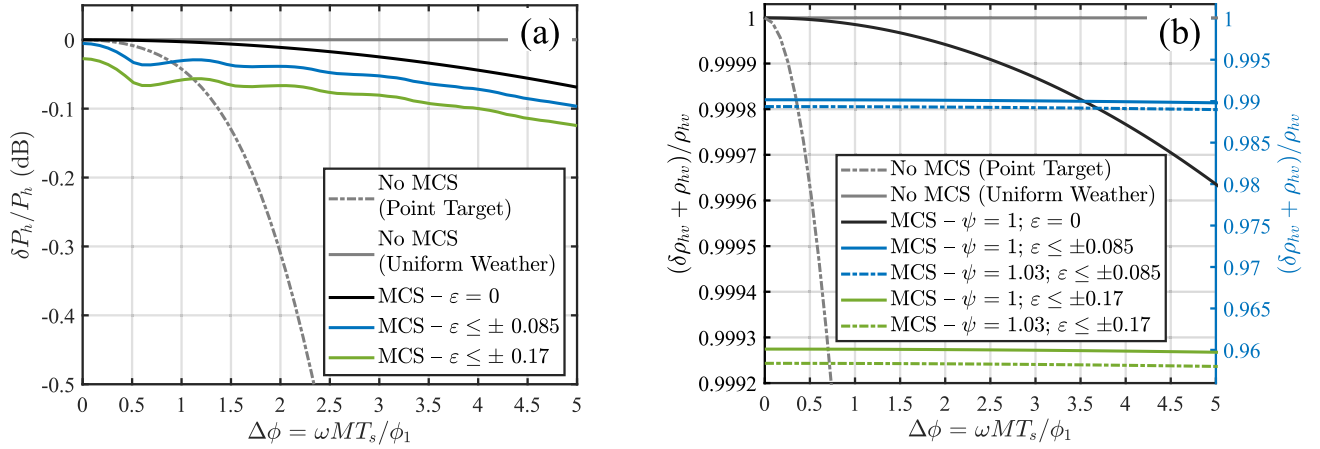 (a)
0
-0.1
-0.2
-0.3
-0.4
-0.5
δP_h/P_h (dB)
No MCS
(Point Target)
No MCS
(Uniform Weather)
MCS – ε = 0
MCS – ε ≤ ± 0.085
MCS – ε ≤ ± 0.17
0 0.5 1 1.5 2 2.5 3 3.5 4 4.5 5
Δϕ = ωMT_s/ϕ_1
(b)
1
0.9999
0.9998
0.9997
0.9996
0.9995
0.9994
0.9993
0.9992
(δρ_hv + ρ_hv)/ρ_hv
No MCS (Point Target)
No MCS (Uniform Weather)
MCS – ψ = 1; ε = 0
MCS – ψ = 1; ε ≤ ±0.085
MCS – ψ = 1.03; ε ≤ ±0.085
MCS – ψ = 1; ε ≤ ±0.17
MCS – ψ = 1.03; ε ≤ ±0.17
1
0.995
0.99
0.985
0.98
0.975
0.97
0.965
0.96
(δρ_hv + ρ_hv)/ρ_hv
0 0.5 1 1.5 2 2.5 3 3.5 4 4.5 5
Δϕ = ωMT_s/ϕ_1